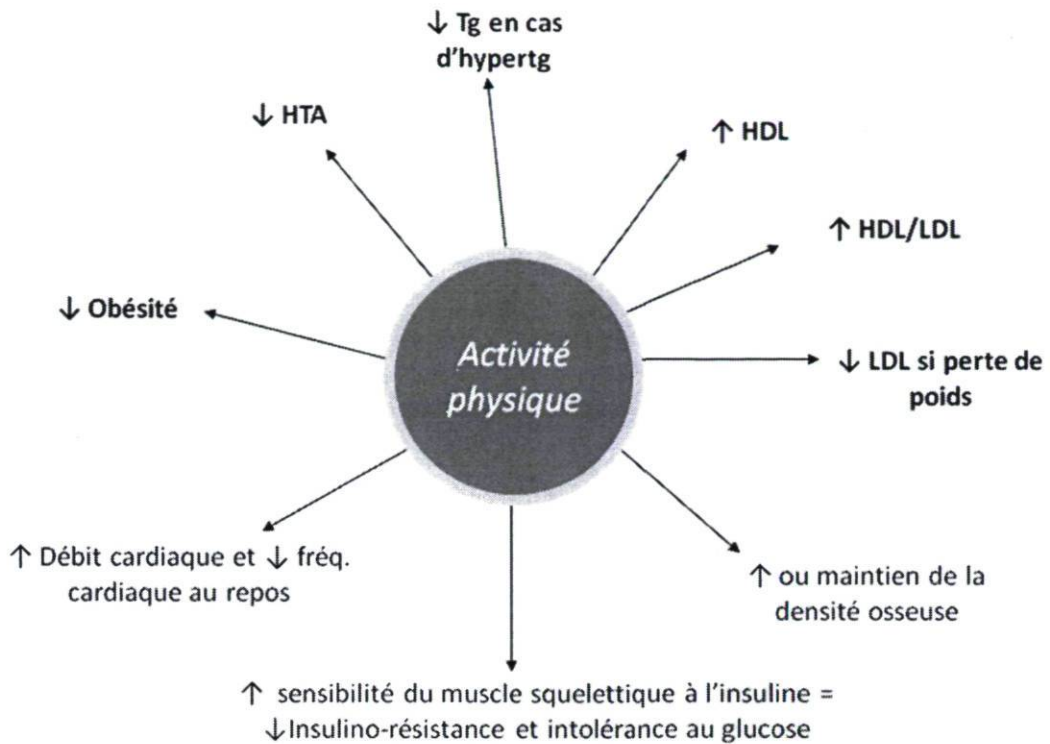 ↓ Tg en cas
d'hypertg
↓ HTA
↑ HDL
↑ HDL/LDL
↓ Obésité
Activité
physique
↓ LDL si perte de
poids
↑ Débit cardiaque et ↓ fréq.
cardiaque au repos
↑ ou maintien de la
densité osseuse
↑ sensibilité du muscle squelettique à l'insuline =
↓Insulino-résistance et intolérance au glucose